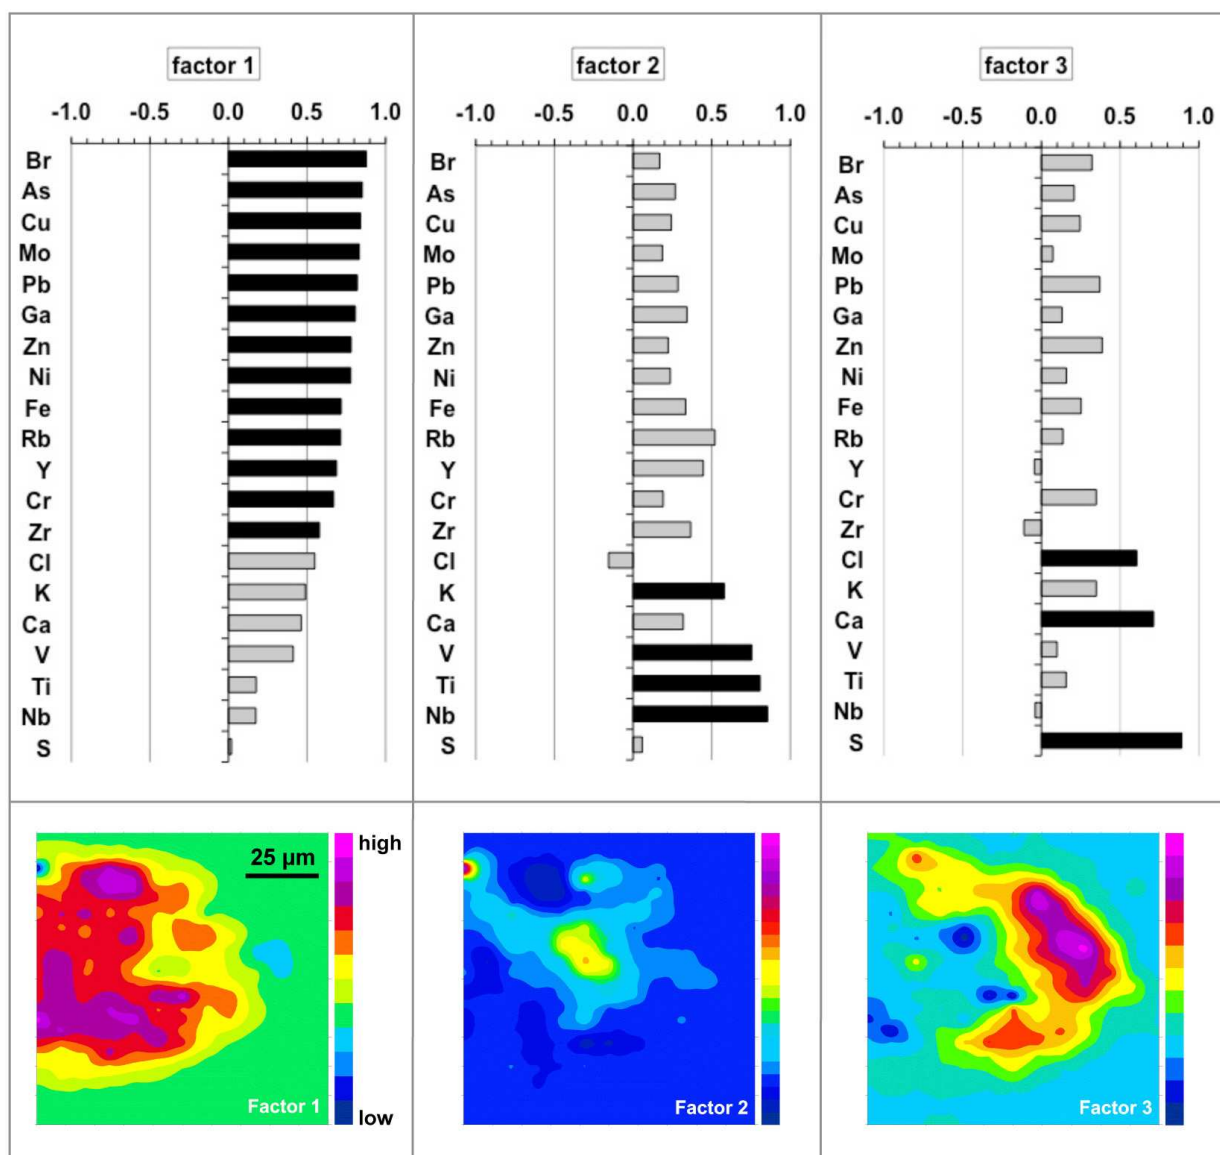 factor 1
factor 2
factor 3
-1.0 -0.5 0.0 0.5 1.0
-1.0 -0.5 0.0 0.5 1.0
-1.0 -0.5 0.0 0.5 1.0
Br
As
Cu
Mo
Pb
Ga
Zn
Ni
Fe
Rb
Y
Cr
Zr
Cl
K
Ca
V
Ti
Nb
S
Br
As
Cu
Mo
Pb
Ga
Zn
Ni
Fe
Rb
Y
Cr
Zr
Cl
K
Ca
V
Ti
Nb
S
Br
As
Cu
Mo
Pb
Ga
Zn
Ni
Fe
Rb
Y
Cr
Zr
Cl
K
Ca
V
Ti
Nb
S
25 µm
high
low
Factor 1
Factor 2
Factor 3